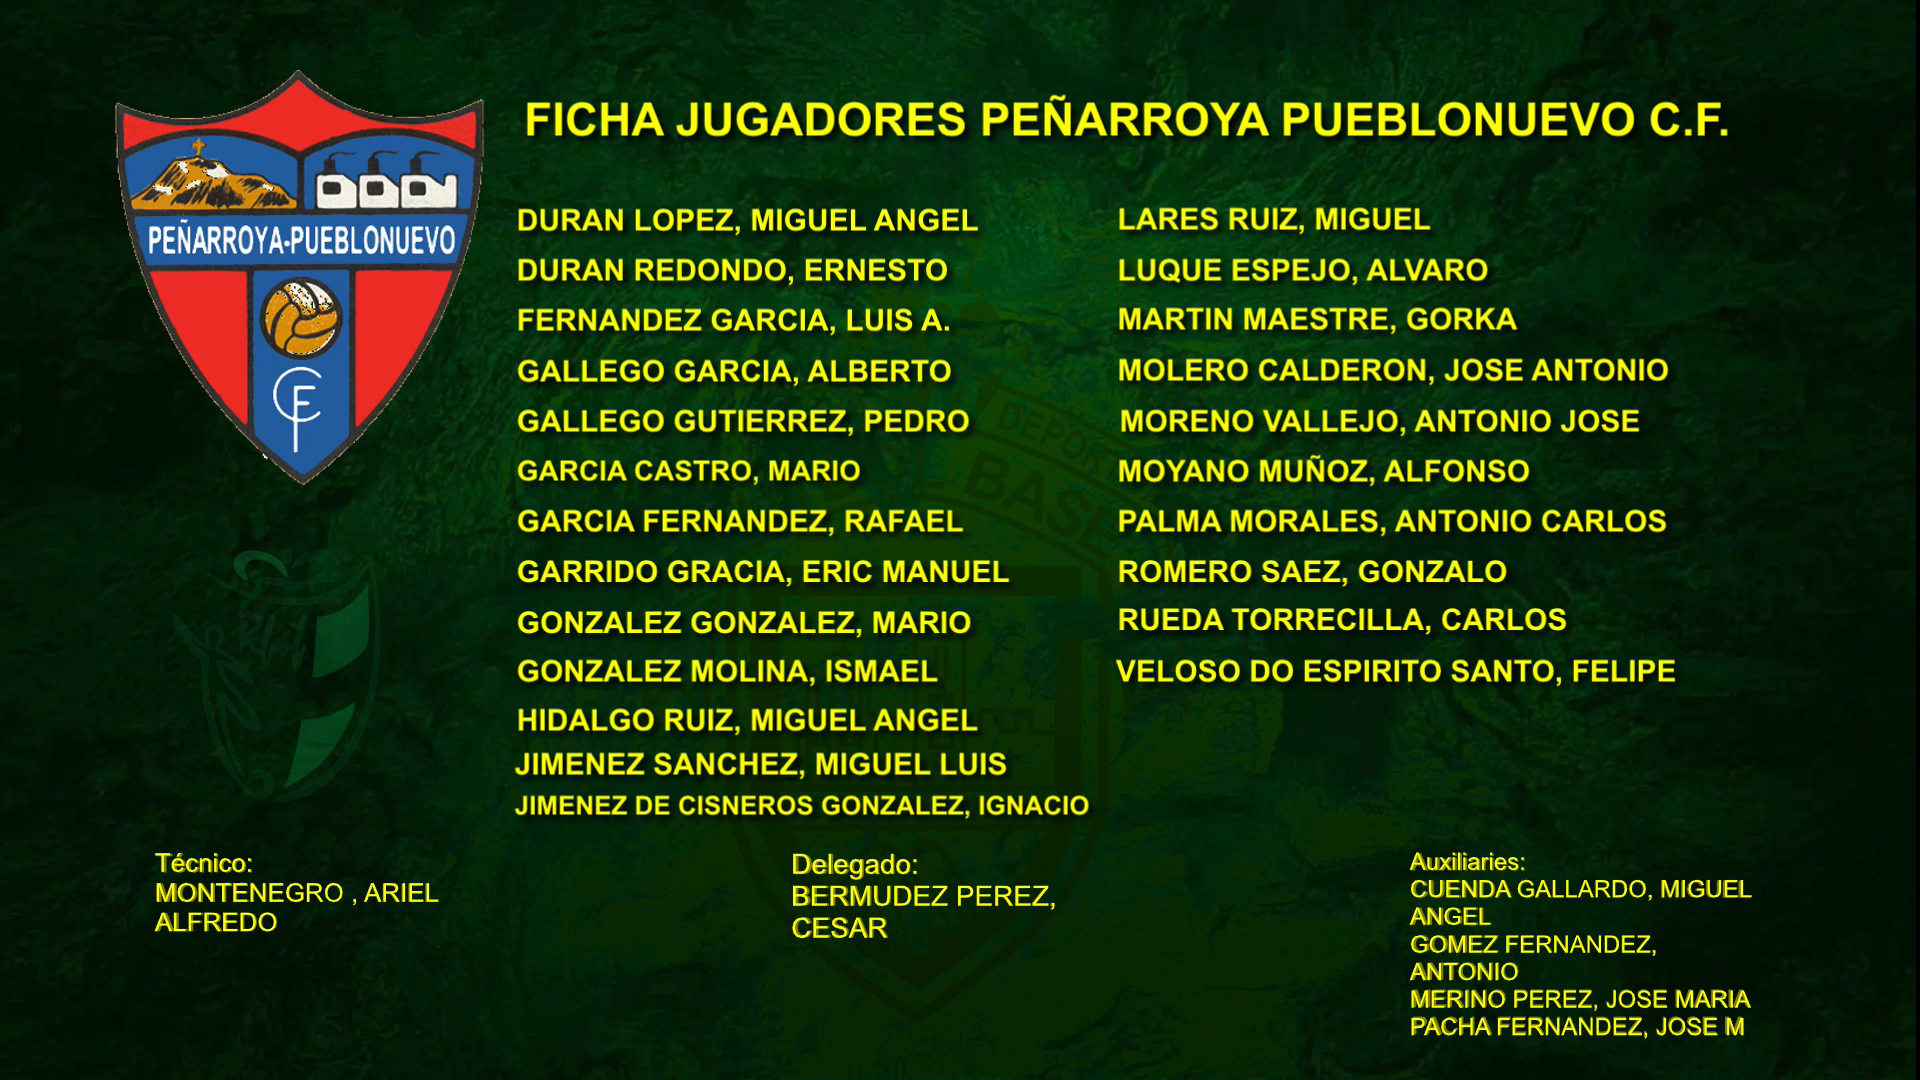 FICHA JUGADORES PEÑARROYA PUEBLONUEVO C.F.
PEÑARROYA-PUEBLONUEVO
CF
DURAN LOPEZ, MIGUEL ANGEL
DURAN REDONDO, ERNESTO
FERNANDEZ GARCIA, LUIS A.
GALLEGO GARCIA, ALBERTO
GALLEGO GUTIERREZ, PEDRO
GARCIA CASTRO, MARIO
GARCIA FERNANDEZ, RAFAEL
GARRIDO GRACIA, ERIC MANUEL
GONZALEZ GONZALEZ, MARIO
GONZALEZ MOLINA, ISMAEL
HIDALGO RUIZ, MIGUEL ANGEL
JIMENEZ SANCHEZ, MIGUEL LUIS
JIMENEZ DE CISNEROS GONZALEZ, IGNACIO
LARES RUIZ, MIGUEL
LUQUE ESPEJO, ALVARO
MARTIN MAESTRE, GORKA
MOLERO CALDERON, JOSE ANTONIO
MORENO VALLEJO, ANTONIO JOSE
MOYANO MUÑOZ, ALFONSO
PALMA MORALES, ANTONIO CARLOS
ROMERO SAEZ, GONZALO
RUEDA TORRECILLA, CARLOS
VELOSO DO ESPIRITO SANTO, FELIPE
BASE
Técnico:
MONTENEGRO , ARIEL
ALFREDO
Delegado:
BERMUDEZ PEREZ,
CESAR
Auxiliaries:
CUENDA GALLARDO, MIGUEL
ANGEL
GOMEZ FERNANDEZ,
ANTONIO
MERINO PEREZ, JOSE MARIA
PACHA FERNANDEZ, JOSE M